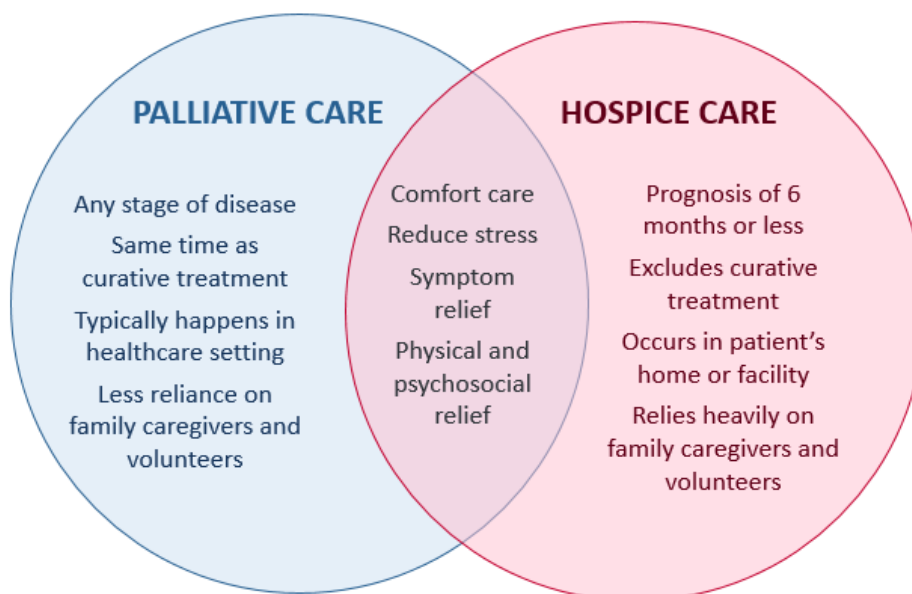 PALLIATIVE CARE
Any stage of disease
Same time as
curative treatment
Typically happens in
healthcare setting
Less reliance on
family caregivers and
volunteers
Comfort care
Reduce stress
Symptom
relief
Physical and
psychosocial
relief
HOSPICE CARE
Prognosis of 6
months or less
Excludes curative
treatment
Occurs in patient's
home or facility
Relies heavily on
family caregivers and
volunteers